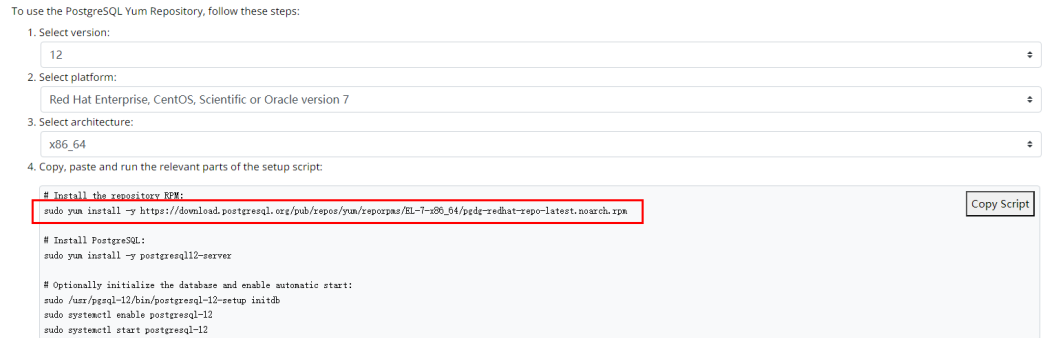 To use the PostgreSQL Yum Repository, follow these steps:
1. Select version:
12
2. Select platform:
Red Hat Enterprise, CentOS, Scientific or Oracle version 7
3. Select architecture:
x86_64
4. Copy, paste and run the relevant parts of the setup script:
# Install the repository RPM:
sudo yum install -y https://download.postgresql.org/pub/repos/yum/reporpms/EL-7-x86_64/pgdg-redhat-repo-latest.noarch.rpm
Copy Script
# Install PostgreSQL:
sudo yum install -y postgresql12-server
# Optionally initialize the database and enable automatic start:
sudo /usr/pgsql-12/bin/postgresql-12-setup initdb
sudo systemctl enable postgresql-12
sudo systemctl start postgresql-12